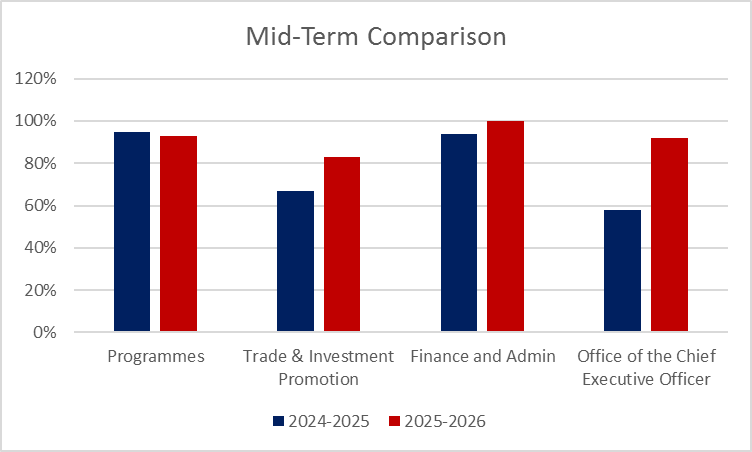 Mid-Term Comparison
120%
100%
80%
60%
40%
20%
0%
Programmes
Trade & Investment
Promotion
Finance and Admin
Office of the Chief
Executive Officer
2024-2025
2025-2026